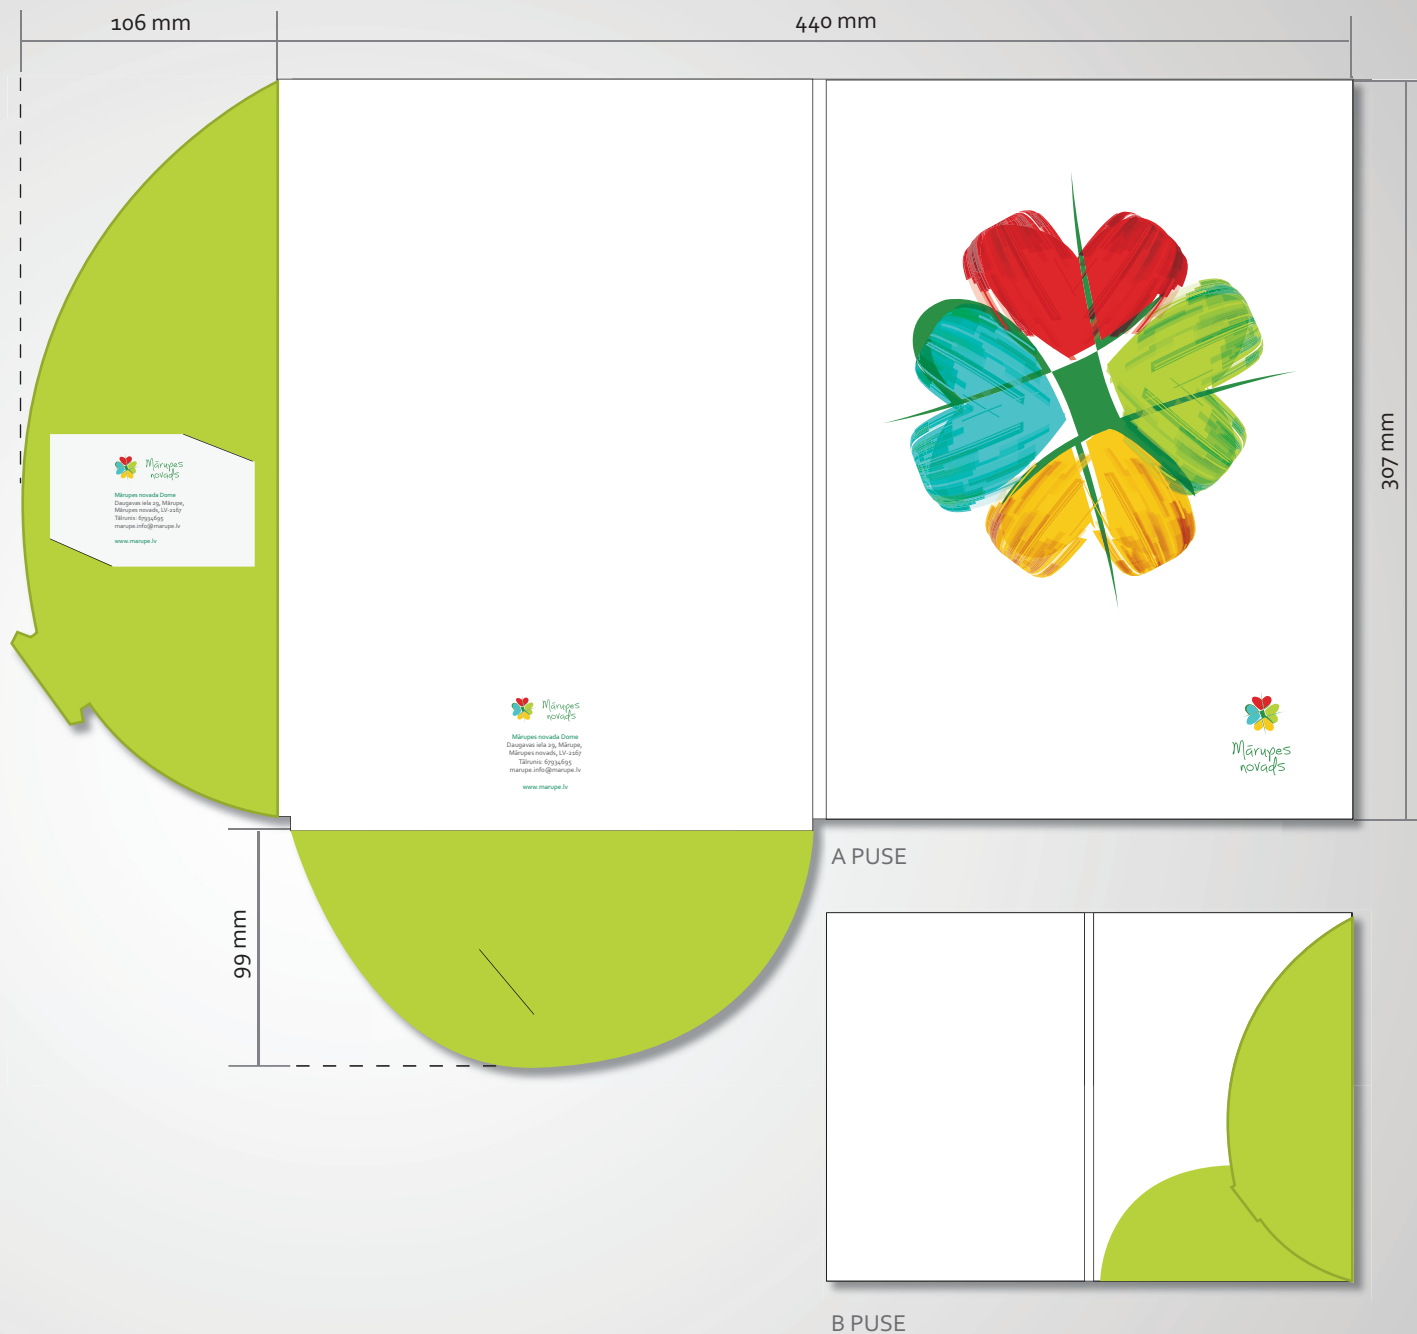 106 mm
440 mm
307 mm
Mārupes
novads
Mārupes novada Dome
Daugavas iela 29, Mārupe,
Mārupes novads, LV-2167
Tālrunis: 67934695
marupe.info@marupe.lv
www.marupe.lv
Mārupes
novads
Mārupes novada Dome
Daugavas iela 29, Mārupe,
Mārupes novads, LV-2167
Tālrunis: 67934695
marupe.info@marupe.lv
www.marupe.lv
Mārupes
novads
A PUSE
99 mm
B PUSE